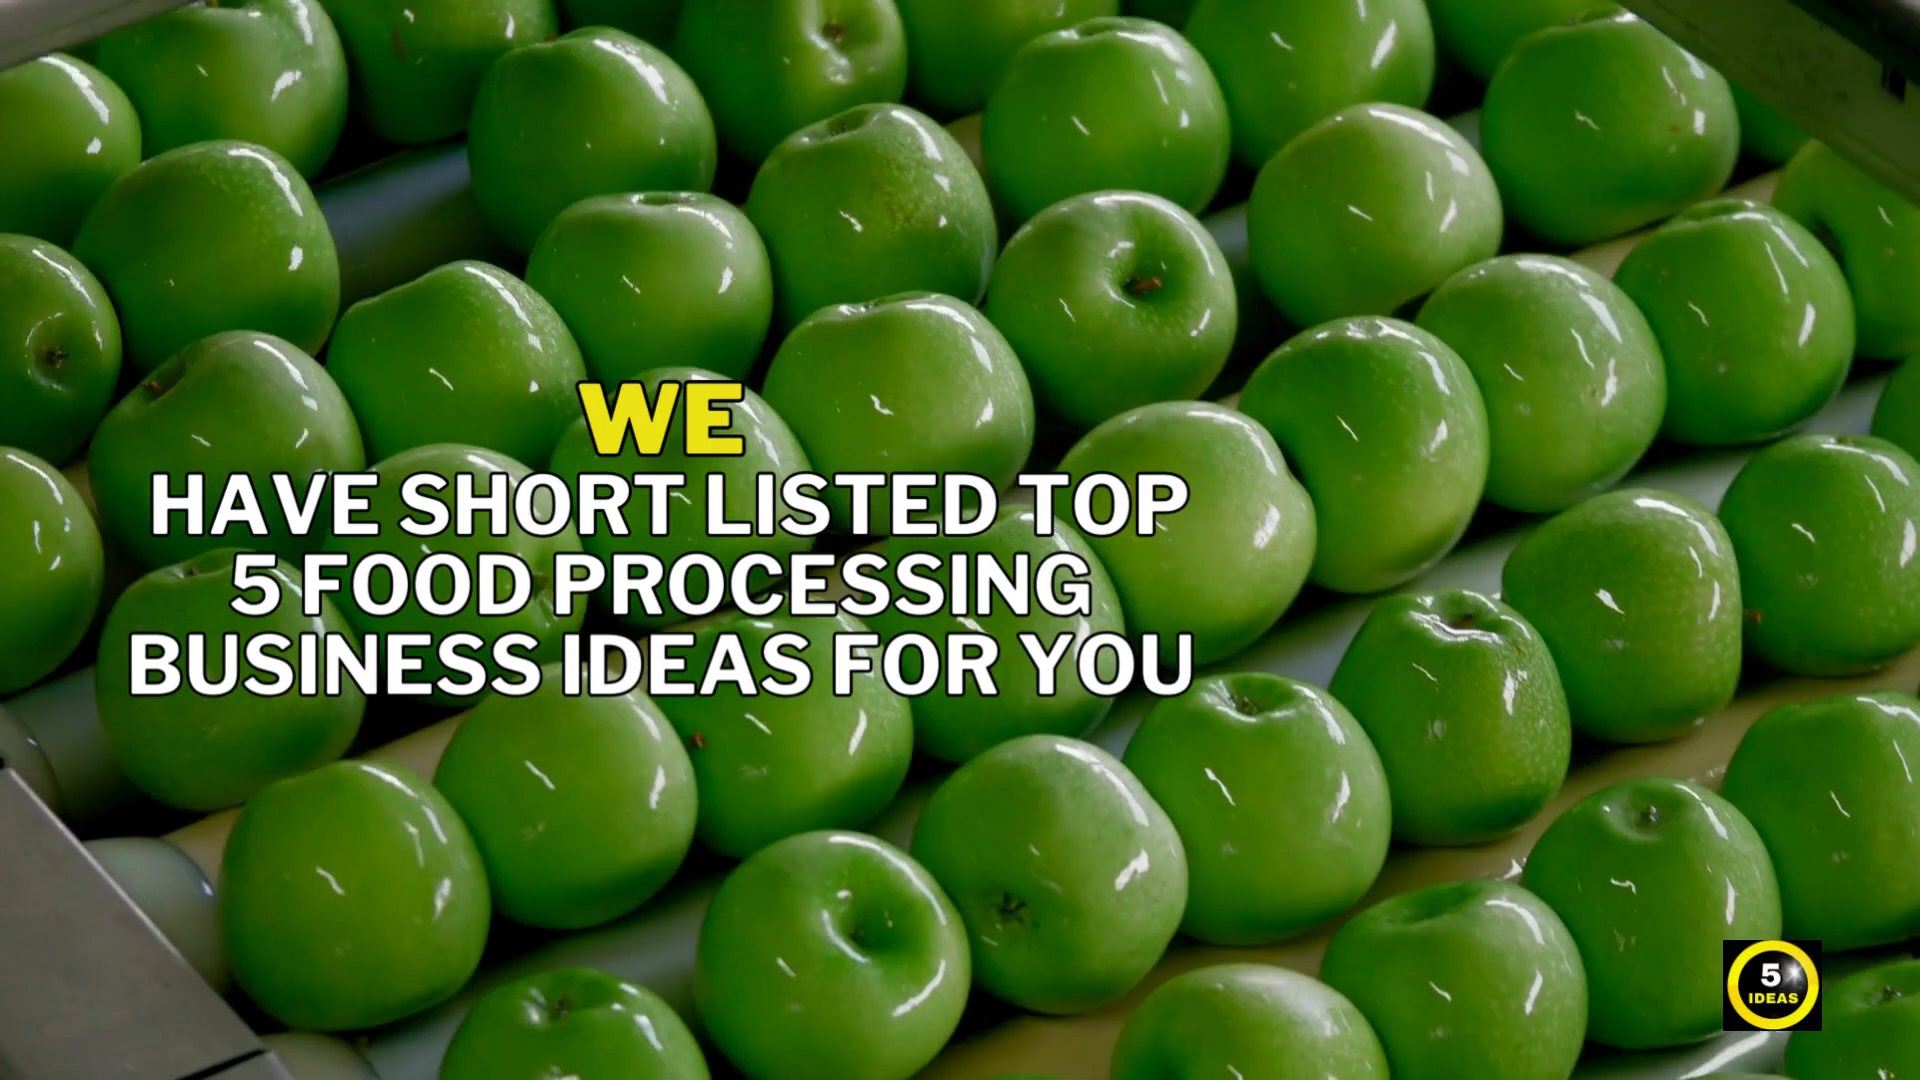 WE
HAVE SHORT LISTED TOP
5 FOOD PROCESSING
BUSINESS IDEAS FOR YOU
5
IDEAS